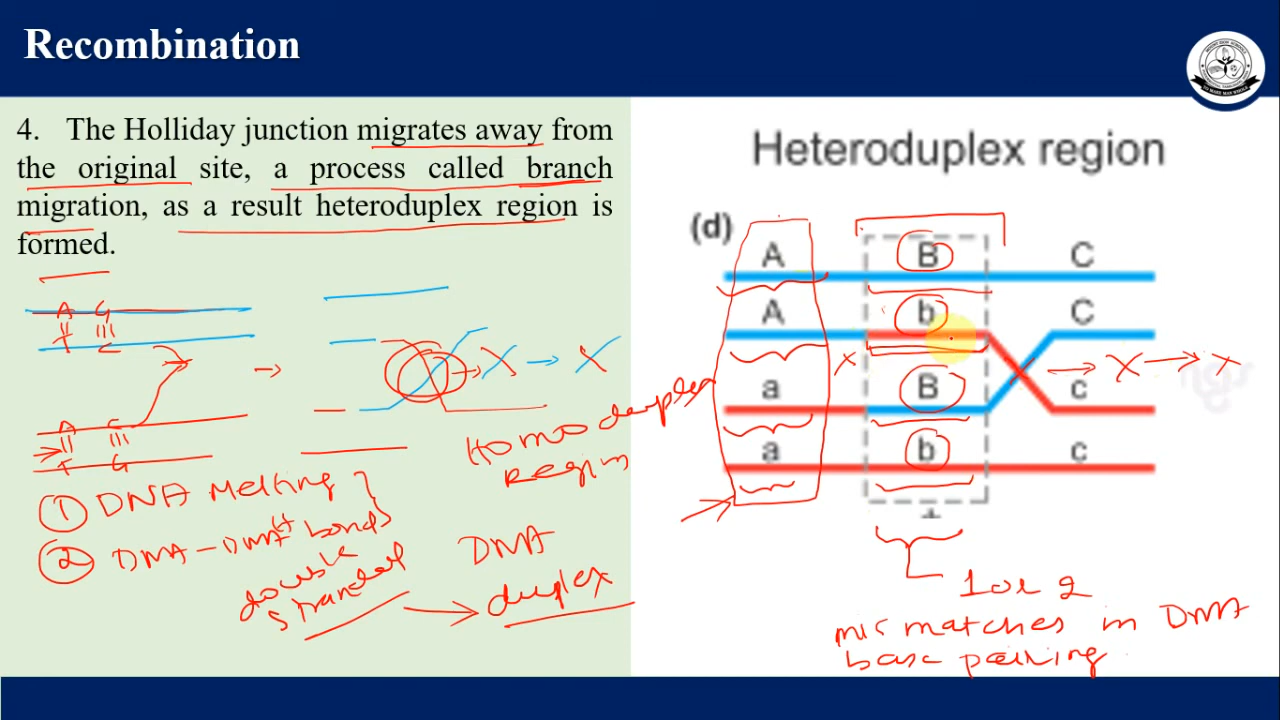 Recombination
4. The Holliday junction migrates away from
the original site, a process called branch
migration, as a result heteroduplex region is
formed.
A G
T C
A C
T G
① DNA Melting
② DNA - DNA H bonds
double
stranded
DNA
duplex
Homoduplex
Region
Heteroduplex region
(d)
A B C
A b C
a B c
a b c
1 or 2
mismatches in DNA
base pairing